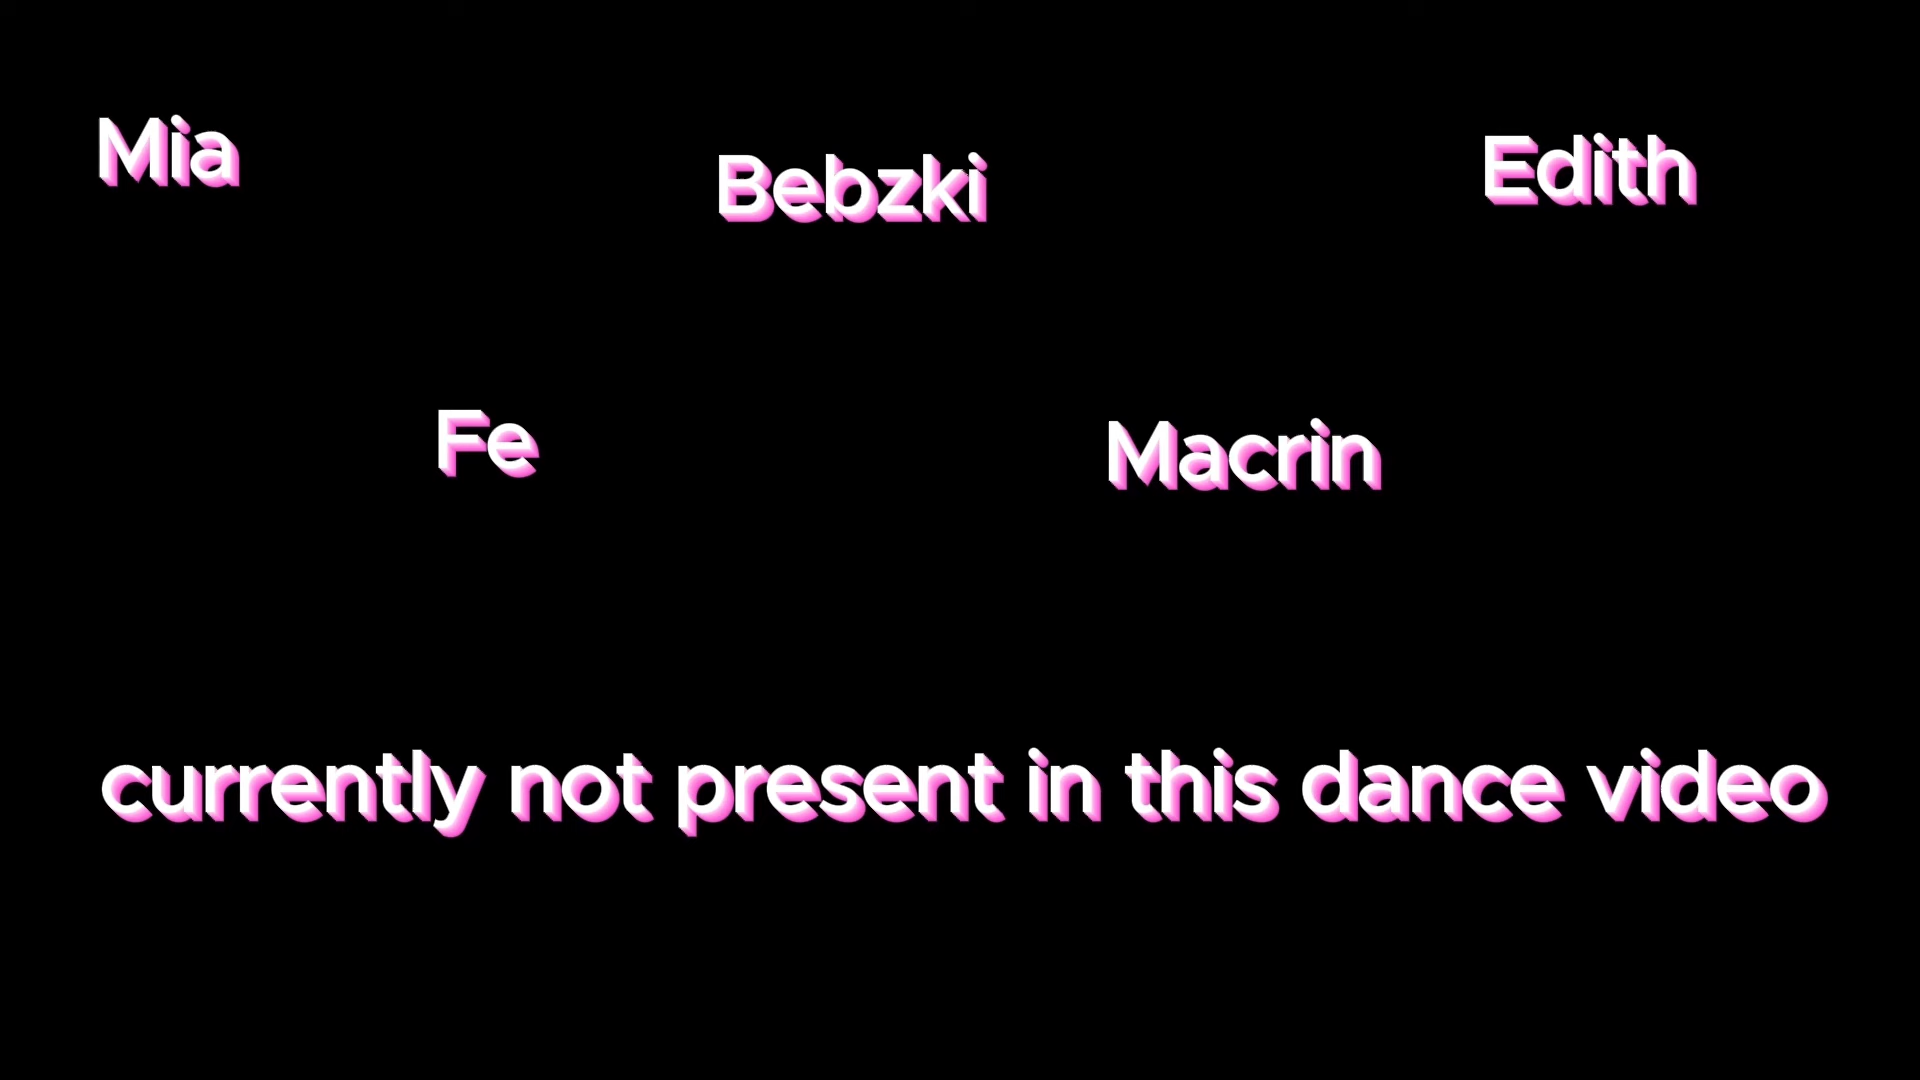 Mia
Bebzki
Edith
Fe
Macrin
currently not present in this dance video